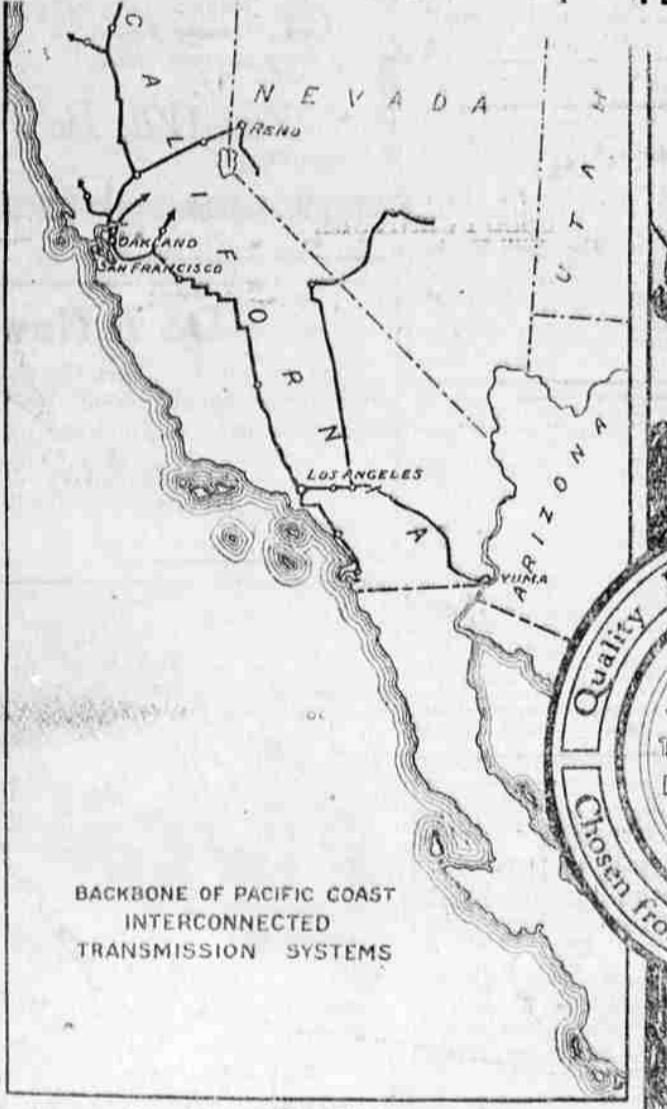 NEVADA
UTAH
CALIFORNIA
RENO
OAKLAND
SAN FRANCISCO
LOS ANGELES
ARIZONA
YUMA
Quality
Chosen fro
BACKBONE OF PACIFIC COAST
INTERCONNECTED
TRANSMISSION SYSTEMS